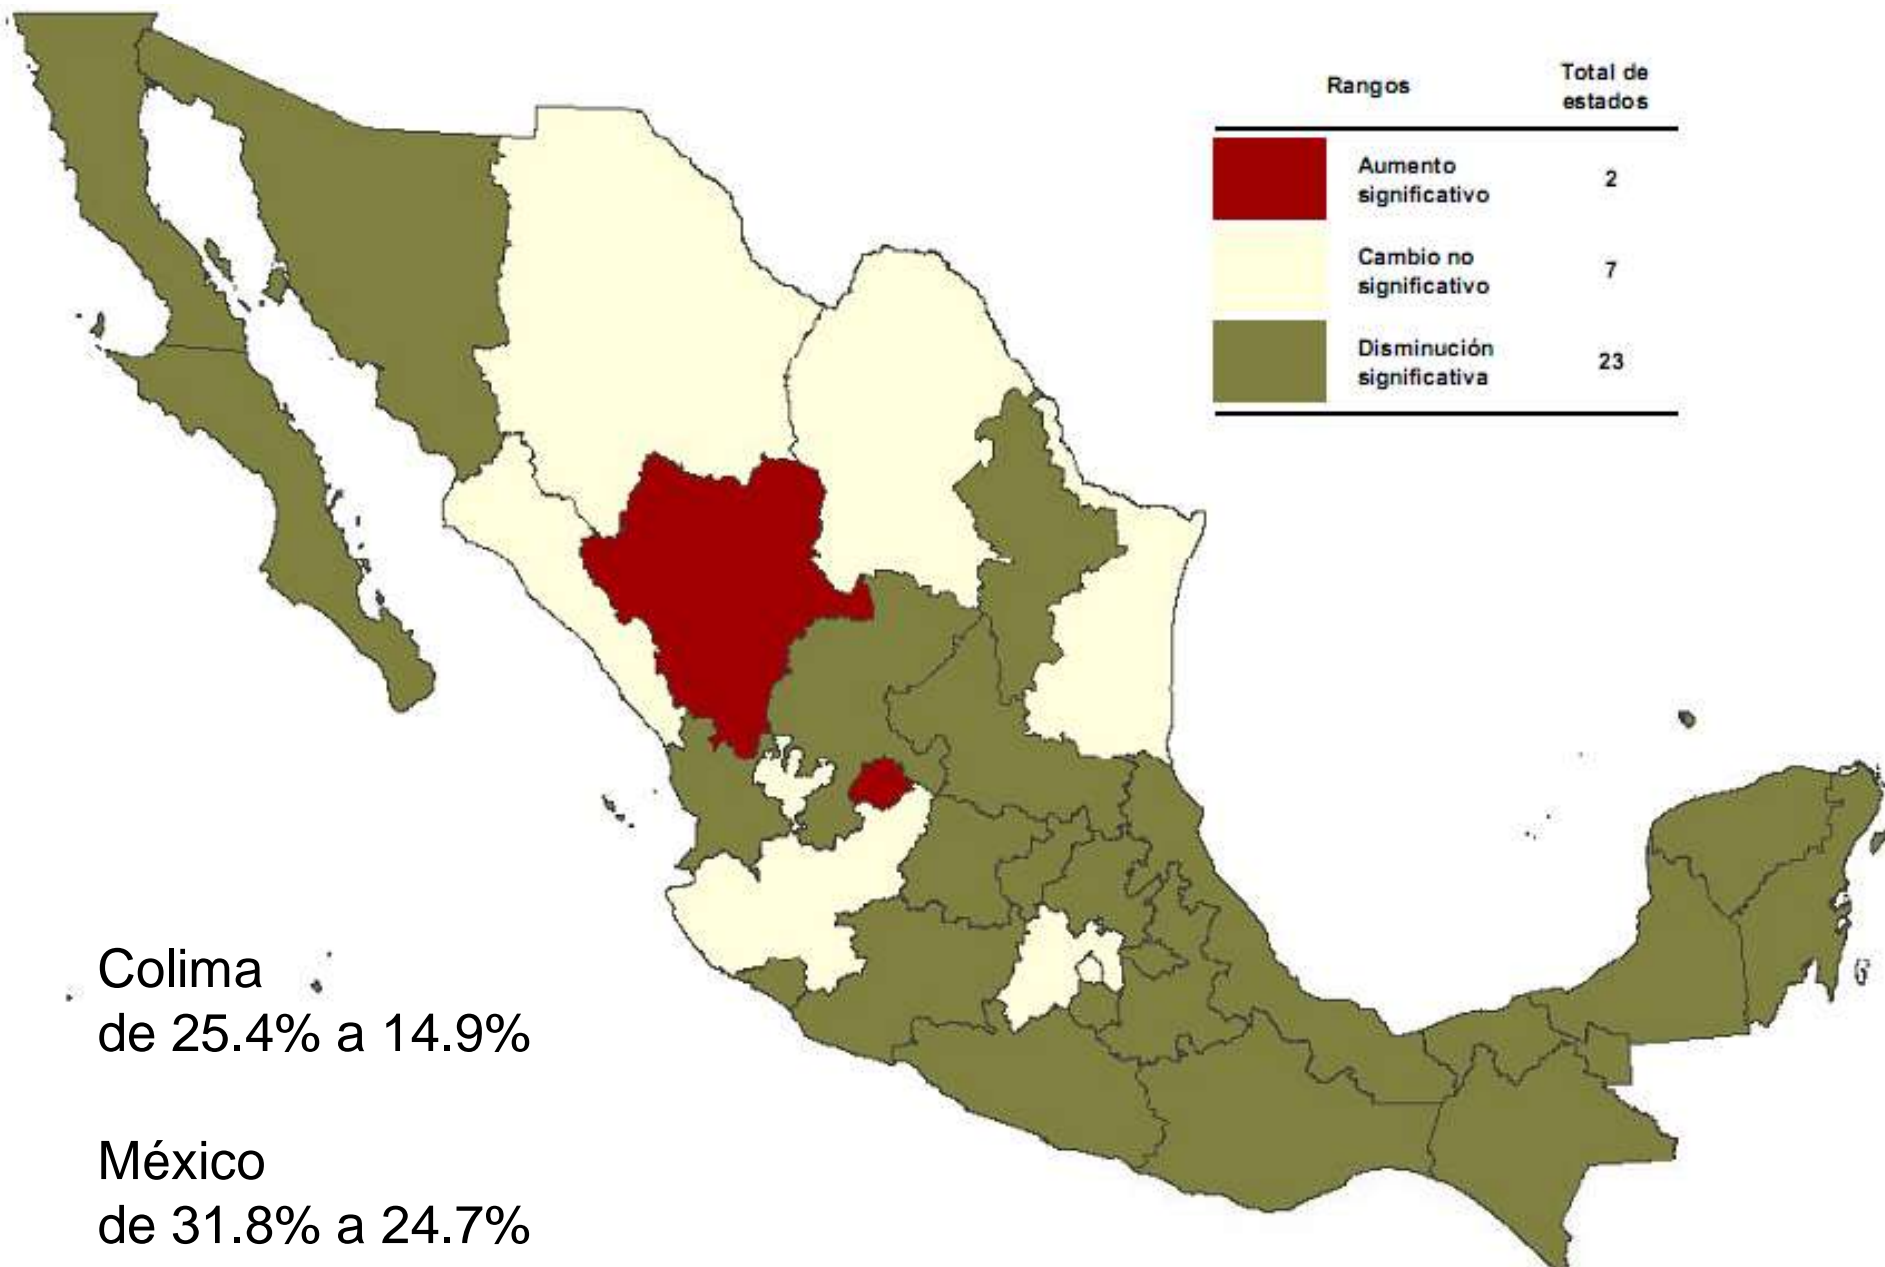 Rangos
Total de
estados
Aumento
significativo
2
Cambio no
significativo
7
Disminución
significativa
23
Colima
de 25.4% a 14.9%
México
de 31.8% a 24.7%